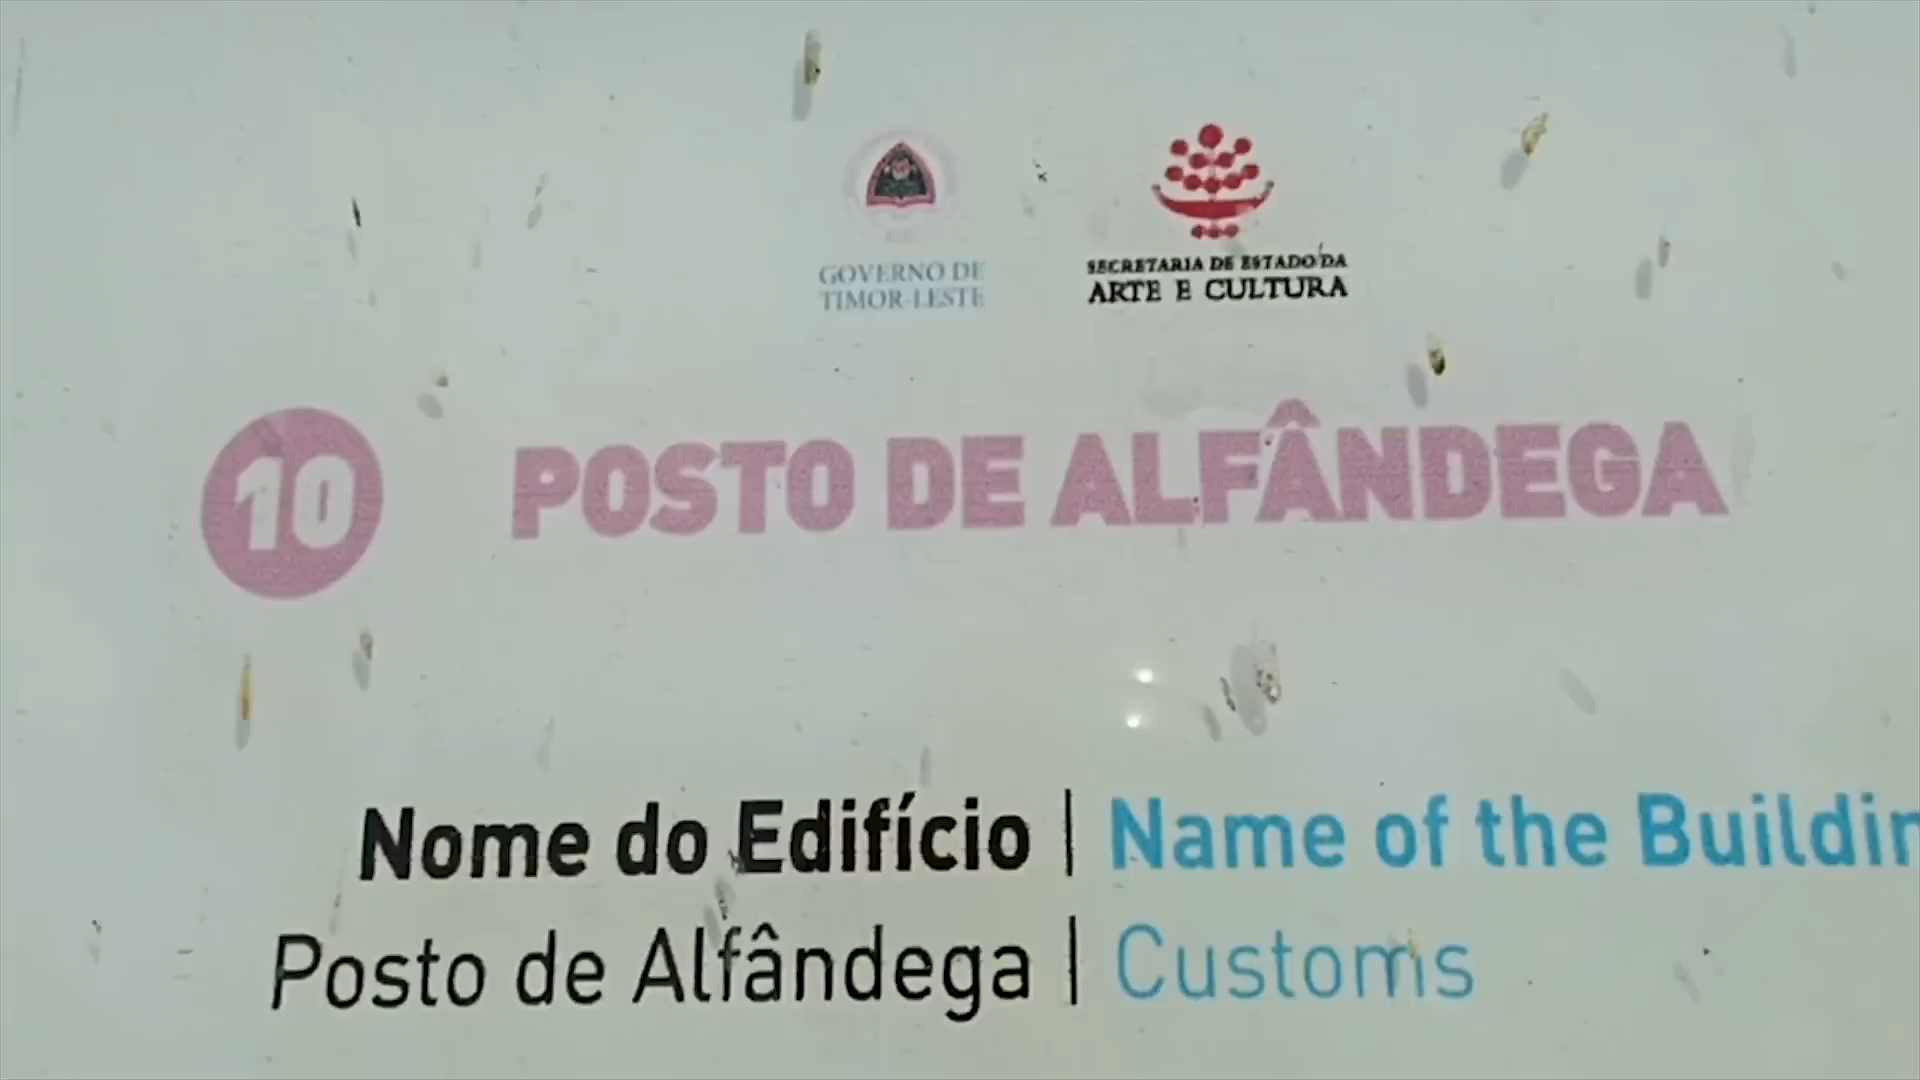 GOVERNO DE
TIMOR-LESTE
SECRETARIA DE ESTADO DA
ARTE E CULTURA
10 POSTO DE ALFÂNDEGA
Nome do Edifício | Name of the Buildin
Posto de Alfândega | Customs